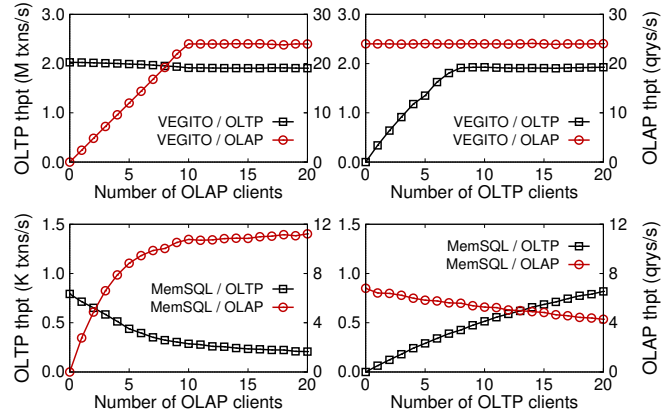 OLTP thpt (M txns/s)
3.0
2.0
1.0
0.0
30
20
10
0
VEGITO / OLTP
VEGITO / OLAP
0 5 10 15 20
Number of OLAP clients
3.0
2.0
1.0
0.0
30
20
10
0
VEGITO / OLTP
VEGITO / OLAP
0 5 10 15 20
Number of OLTP clients
OLAP thpt (qrys/s)
OLTP thpt (K txns/s)
1.5
1.0
0.5
0.0
12
8
4
0
MemSQL / OLTP
MemSQL / OLAP
0 5 10 15 20
Number of OLAP clients
1.5
1.0
0.5
0.0
12
8
4
0
MemSQL / OLTP
MemSQL / OLAP
0 5 10 15 20
Number of OLTP clients
OLAP thpt (qrys/s)